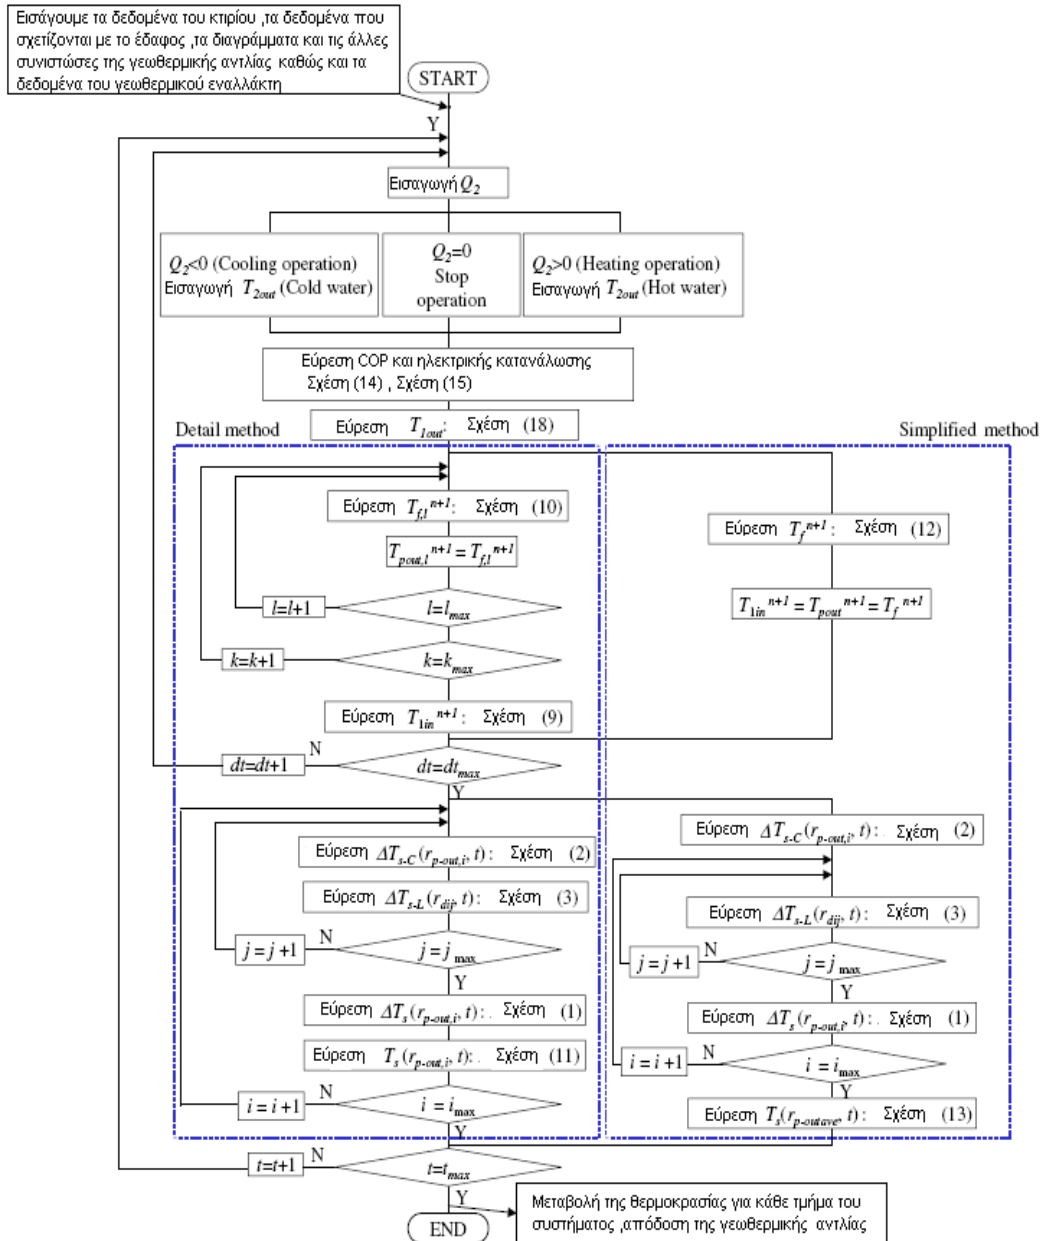 Εισάγουμε τα δεδομένα του κτιρίου ,τα δεδομένα που
σχετίζονται με το έδαφος ,τα διαγράμματα και τις άλλες
συνιστώσες της γεωθερμικής αντλίας καθώς και τα
δεδομένα του γεωθερμικού εναλλάκτη
START
Y
Εισαγωγή Q2
Q2<0 (Cooling operation)
Εισαγωγή T2out (Cold water)
Q2=0
Stop
operation
Q2>0 (Heating operation)
Εισαγωγή T2out (Hot water)
Εύρεση COP και ηλεκτρικής κατανάλωσης
Σχέση (14) , Σχέση (15)
Εύρεση T1out: Σχέση (18)
Detail method
Simplified method
Εύρεση Tf,l^n+1: Σχέση (10)
Tpout,l^n+1 = Tf,l^n+1
l=l+1
l=lmax
k=k+1
k=kmax
Εύρεση T1in^n+1: Σχέση (9)
Εύρεση Tf^n+1: Σχέση (12)
T1in^n+1 = Tpout^n+1 = Tf^n+1
dt=dt+1
N
dt=dtmax
Y
Εύρεση ΔTs-C(rp-out,i, t): Σχέση (2)
Εύρεση ΔTs-L(rdij, t): Σχέση (3)
j = j+1
N
j = jmax
Y
Εύρεση ΔTs(rp-out,i, t): Σχέση (1)
Εύρεση Ts(rp-out,i, t): Σχέση (11)
i = i+1
N
i = imax
Y
Εύρεση ΔTs-C(rp-out,i, t): Σχέση (2)
Εύρεση ΔTs-L(rdij, t): Σχέση (3)
j = j+1
N
j = jmax
Y
Εύρεση ΔTs(rp-out,i, t): Σχέση (1)
i = i+1
N
i = imax
Y
Εύρεση Ts(rp-outave, t): Σχέση (13)
t=t+1
N
t=tmax
Y
END
Μεταβολή της θερμοκρασίας για κάθε τμήμα του
συστήματος ,απόδοση της γεωθερμικής αντλίας